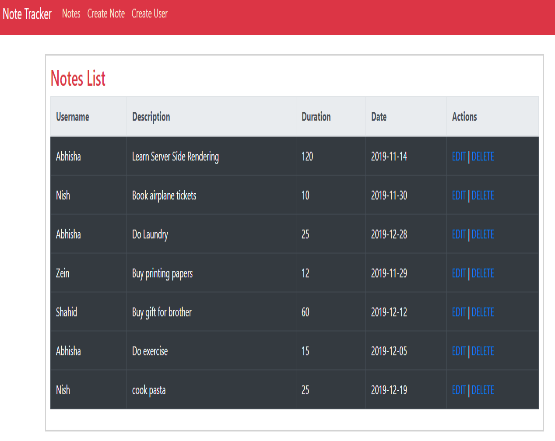 Note Tracker Notes Create Note Create User
Notes List
Username Description Duration Date Actions
Abhisha Learn Server Side Rendering 120 2019-11-14 EDIT|DELETE
Nish Book airplane tickets 10 2019-11-30 EDIT|DELETE
Abhisha Do Laundry 25 2019-12-28 EDIT|DELETE
Zein Buy printing papers 12 2019-11-29 EDIT|DELETE
Shahid Buy gift for brother 60 2019-12-12 EDIT|DELETE
Abhisha Do exercise 15 2019-12-05 EDIT|DELETE
Nish cook pasta 25 2019-12-19 EDIT|DELETE